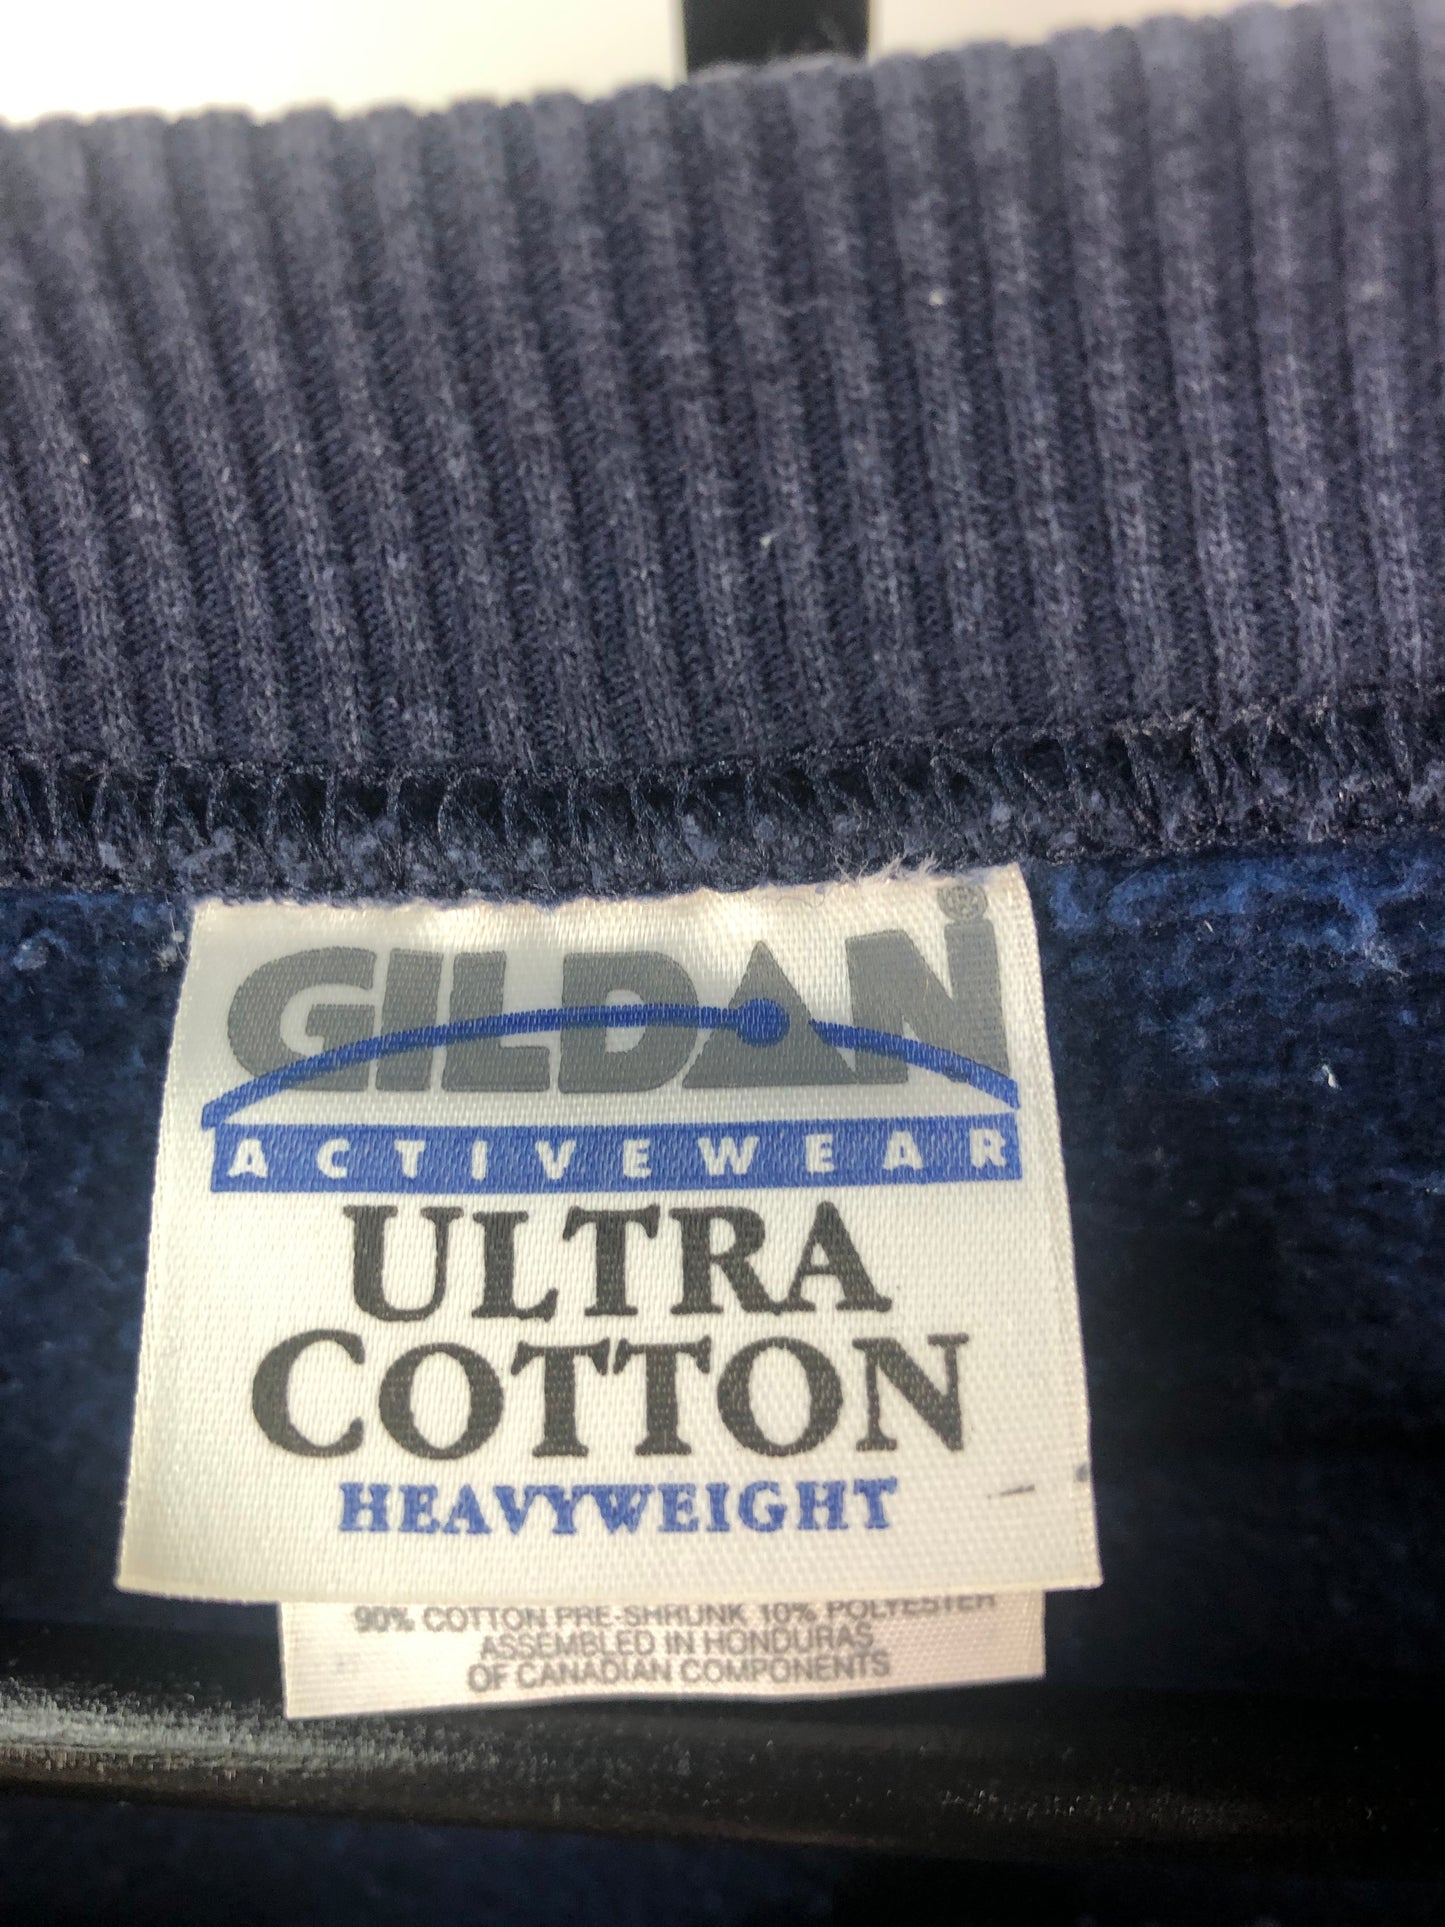 GILDAN®
ACTIVEWEAR
ULTRA
COTTON
HEAVYWEIGHT
90% COTTON PRE-SHRUNK 10% POLYESTER
ASSEMBLED IN HONDURAS
OF CANADIAN COMPONENTS